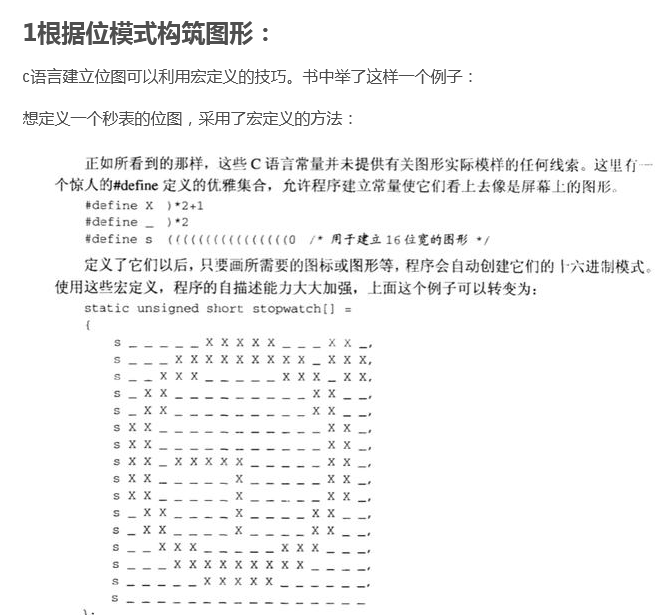 1根据位模式构筑图形：
c语言建立位图可以利用宏定义的技巧。书中举了这样一个例子：
想定义一个秒表的位图，采用了宏定义的方法：
正如所看到的那样，这些 C 语言常量并未提供有关图形实际模样的任何线索。这里有一
个惊人的#define 定义的优雅集合，允许程序建立常量使它们看上去像是屏幕上的图形。
#define X )*2+1
#define _ )*2
#define s ((((((((((((((((0 /* 用于建立 16 位宽的图形 */
定义了它们以后，只要画所需要的图标或图形等，程序会自动创建它们的十六进制模式。
使用这些宏定义，程序的自描述能力大大加强，上面这个例子可以转变为：
static unsigned short stopwatch[] =
{
s _ _ _ _ _ X X X X X _ _ _ X X _,
s _ _ _ X X X X X X X X X _ X X X,
s _ _ X X X _ _ _ _ _ X X X _ X X,
s _ X X _ _ _ _ _ _ _ _ _ X X _ _,
s _ X X _ _ _ _ _ _ _ _ _ X X _ _,
s X X _ _ _ _ _ _ _ _ _ _ _ X X _,
s X X _ _ _ _ _ _ _ _ _ _ _ X X _,
s X X _ X X X X X _ _ _ _ _ X X _,
s X X _ _ _ _ _ X _ _ _ _ _ X X _,
s X X _ _ _ _ _ X _ _ _ _ _ X X _,
s _ X X _ _ _ _ X _ _ _ _ X X _ _,
s _ X X _ _ _ _ X _ _ _ _ X X _ _,
s _ _ X X X _ _ _ _ _ X X X _ _ _,
s _ _ _ X X X X X X X X X _ _ _ _,
s _ _ _ _ _ X X X X X _ _ _ _ _ _,
s _ _ _ _ _ _ _ _ _ _ _ _ _ _ _ _
};